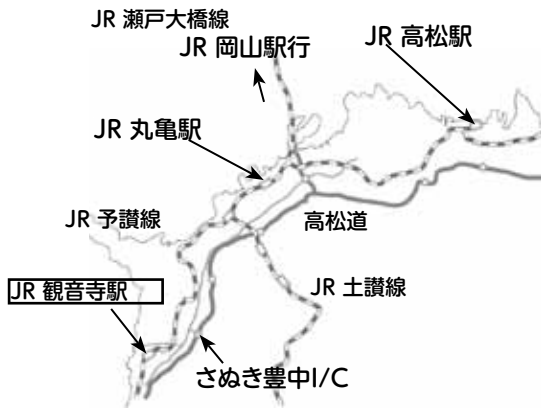 JR 瀬戸大橋線
JR 岡山駅行
JR 高松駅
JR 丸亀駅
JR 予讃線
高松道
JR 観音寺駅
JR 土讃線
さぬき豊中I/C